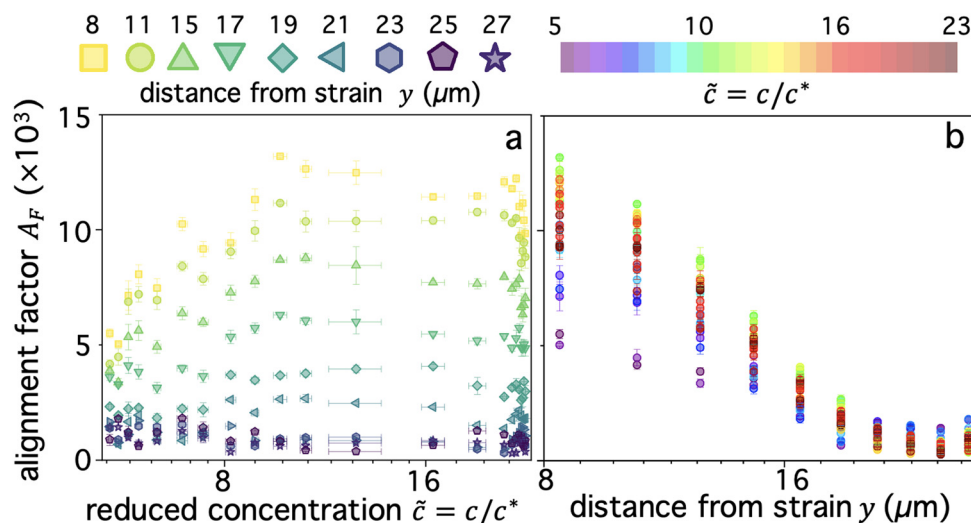 8 11 15 17 19 21 23 25 27
distance from strain y (μm)
5 10 16 23
c̃ = c/c*
alignment factor A_F (×10³)
15
10
5
0
a
8 16
reduced concentration c̃ = c/c*
b
8 16
distance from strain y (μm)